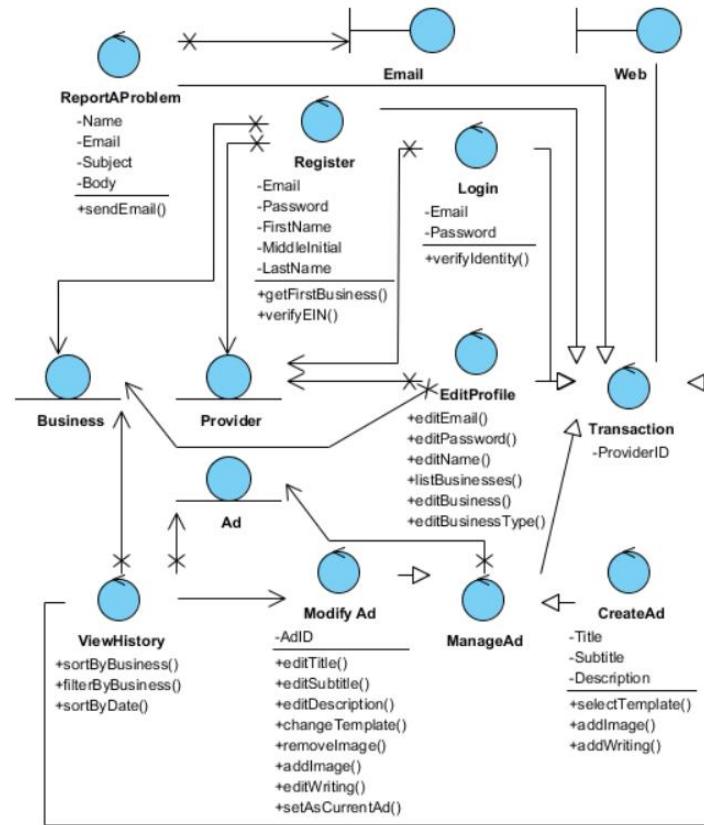 Email
Web
ReportAProblem
-Name
-Email
-Subject
-Body
+sendEmail()
Register
-Email
-Password
-FirstName
-MiddleInitial
-LastName
+getFirstBusiness()
+verifyEIN()
Login
-Email
-Password
+verifyIdentity()
Business
Provider
EditProfile
+editEmail()
+editPassword()
+editName()
+listBusinesses()
+editBusiness()
+editBusinessType()
Transaction
-ProviderID
Ad
ViewHistory
+sortByBusiness()
+filterByBusiness()
+sortByDate()
Modify Ad
-AdID
+editTitle()
+editSubtitle()
+editDescription()
+changeTemplate()
+removeImage()
+addImage()
+editWriting()
+setAsCurrentAd()
ManageAd
CreateAd
-Title
-Subtitle
-Description
+selectTemplate()
+addImage()
+addWriting()